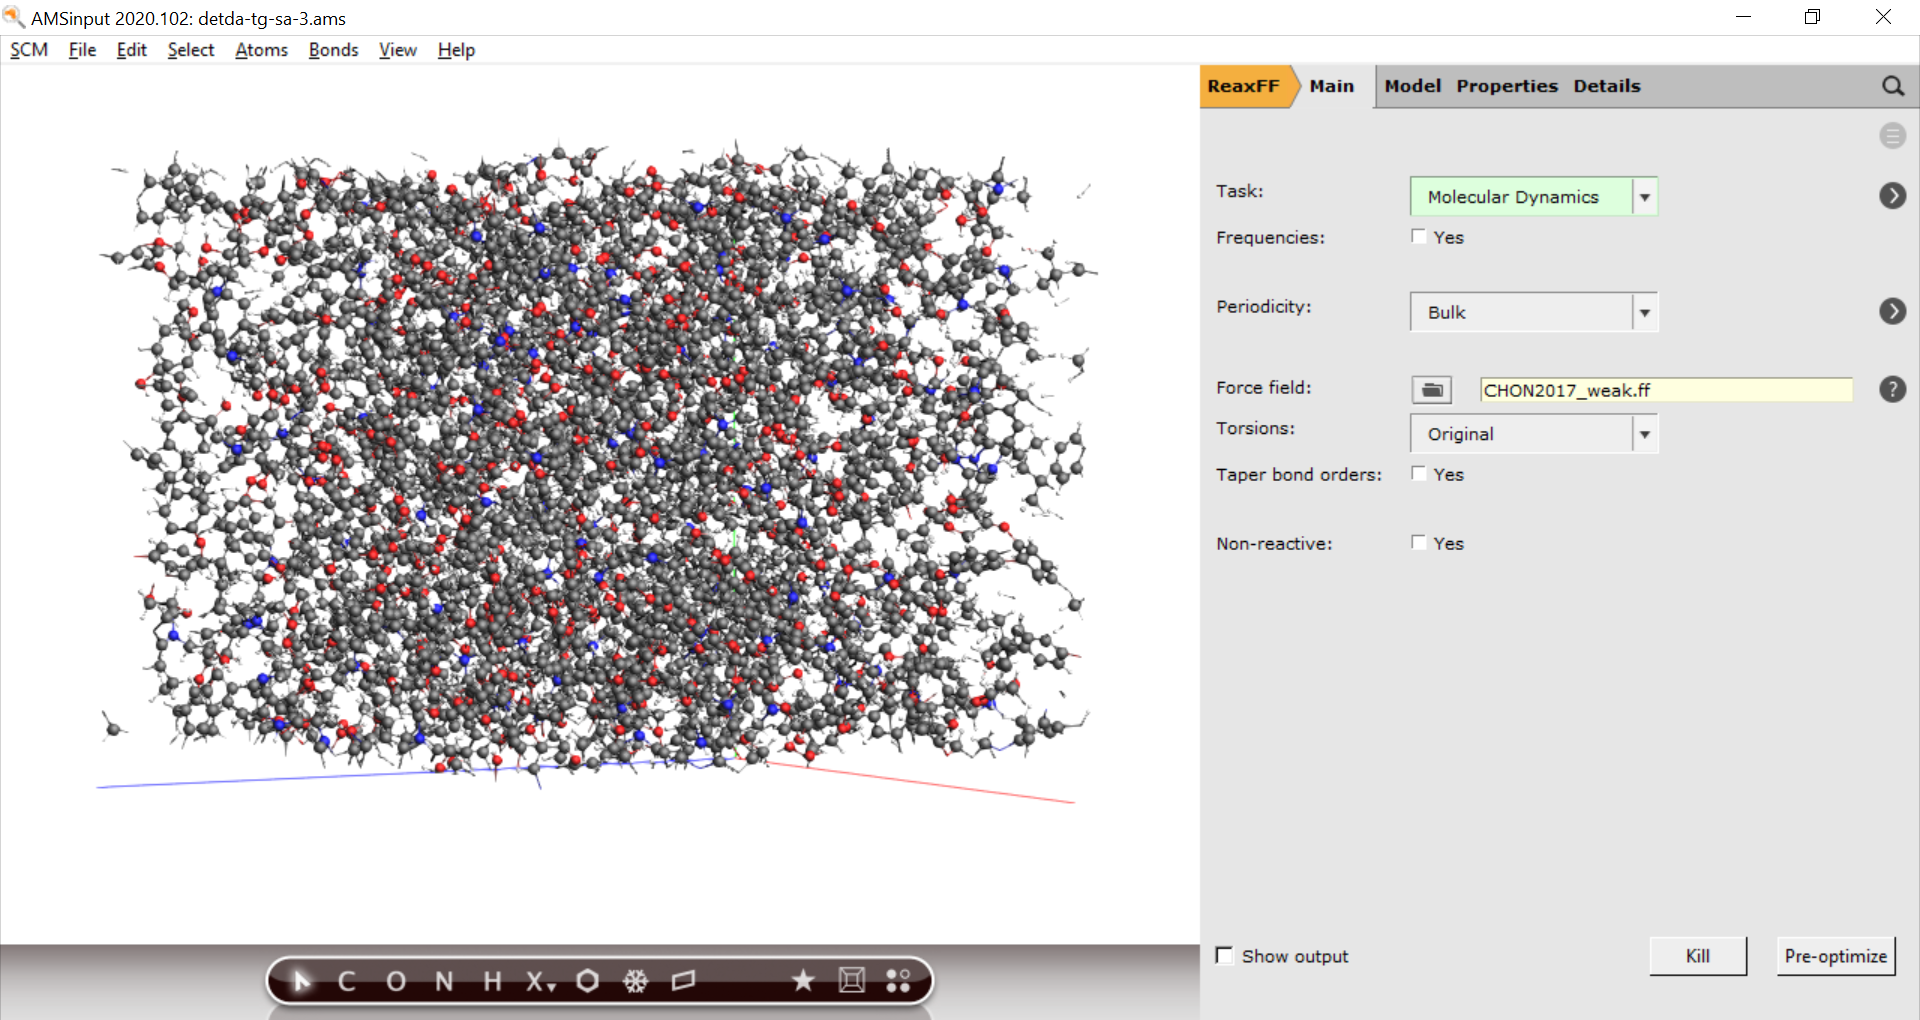 AMSinput 2020.102: detda-tg-sa-3.ams
SCM File Edit Select Atoms Bonds View Help
ReaxFF Main Model Properties Details
Task: Molecular Dynamics
Frequencies: Yes
Periodicity: Bulk
Force field: CHON2017_weak.ff ?
Torsions: Original
Taper bond orders: Yes
Non-reactive: Yes
Show output Kill Pre-optimize
C O N H X